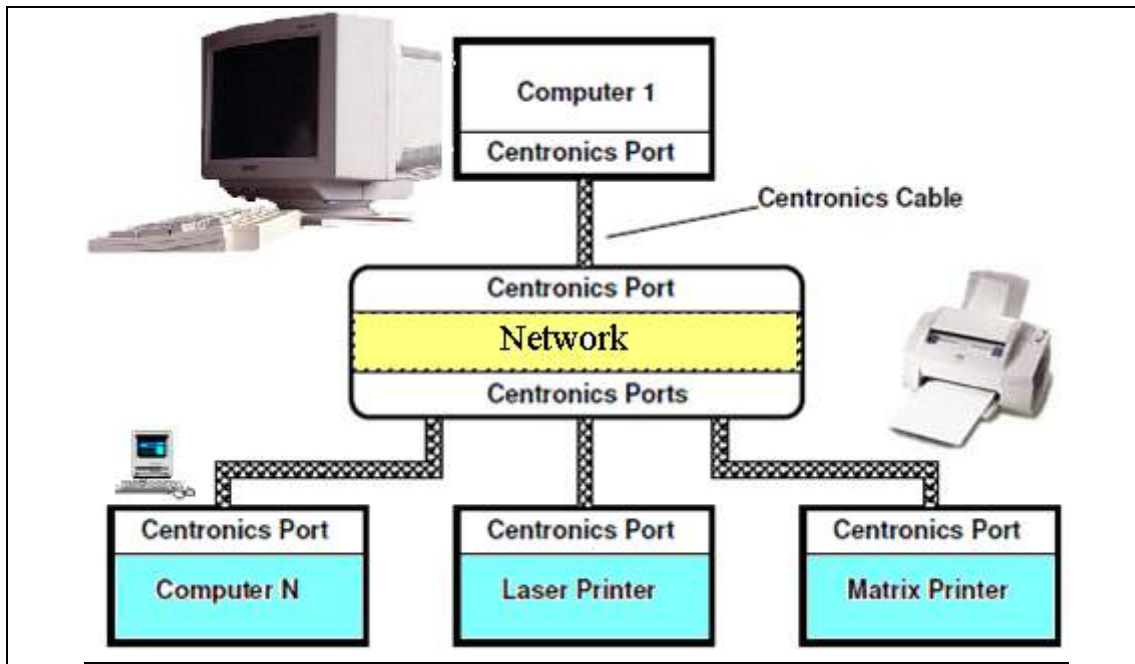 Computer 1
Centronics Port
Centronics Cable
Centronics Port
Network
Centronics Ports
Centronics Port
Computer N
Centronics Port
Laser Printer
Centronics Port
Matrix Printer